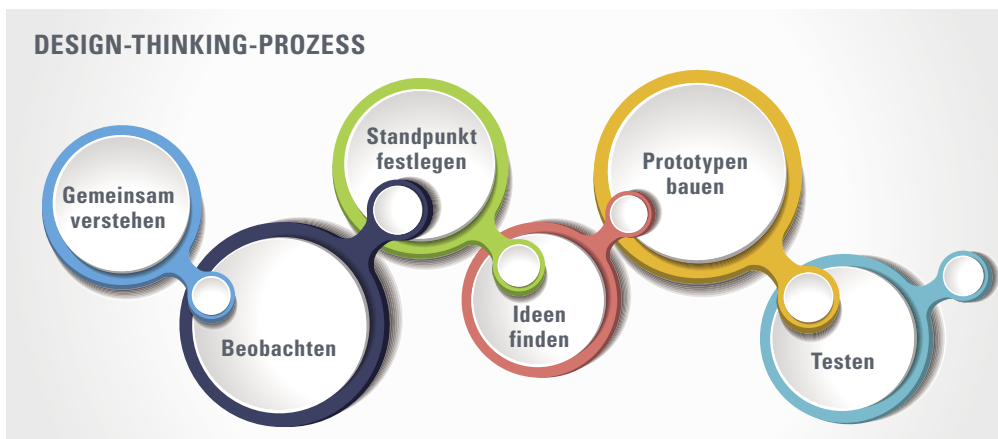 DESIGN-THINKING-PROZESS
Gemeinsam
verstehen
Beobachten
Standpunkt
festlegen
Ideen
finden
Prototypen
bauen
Testen